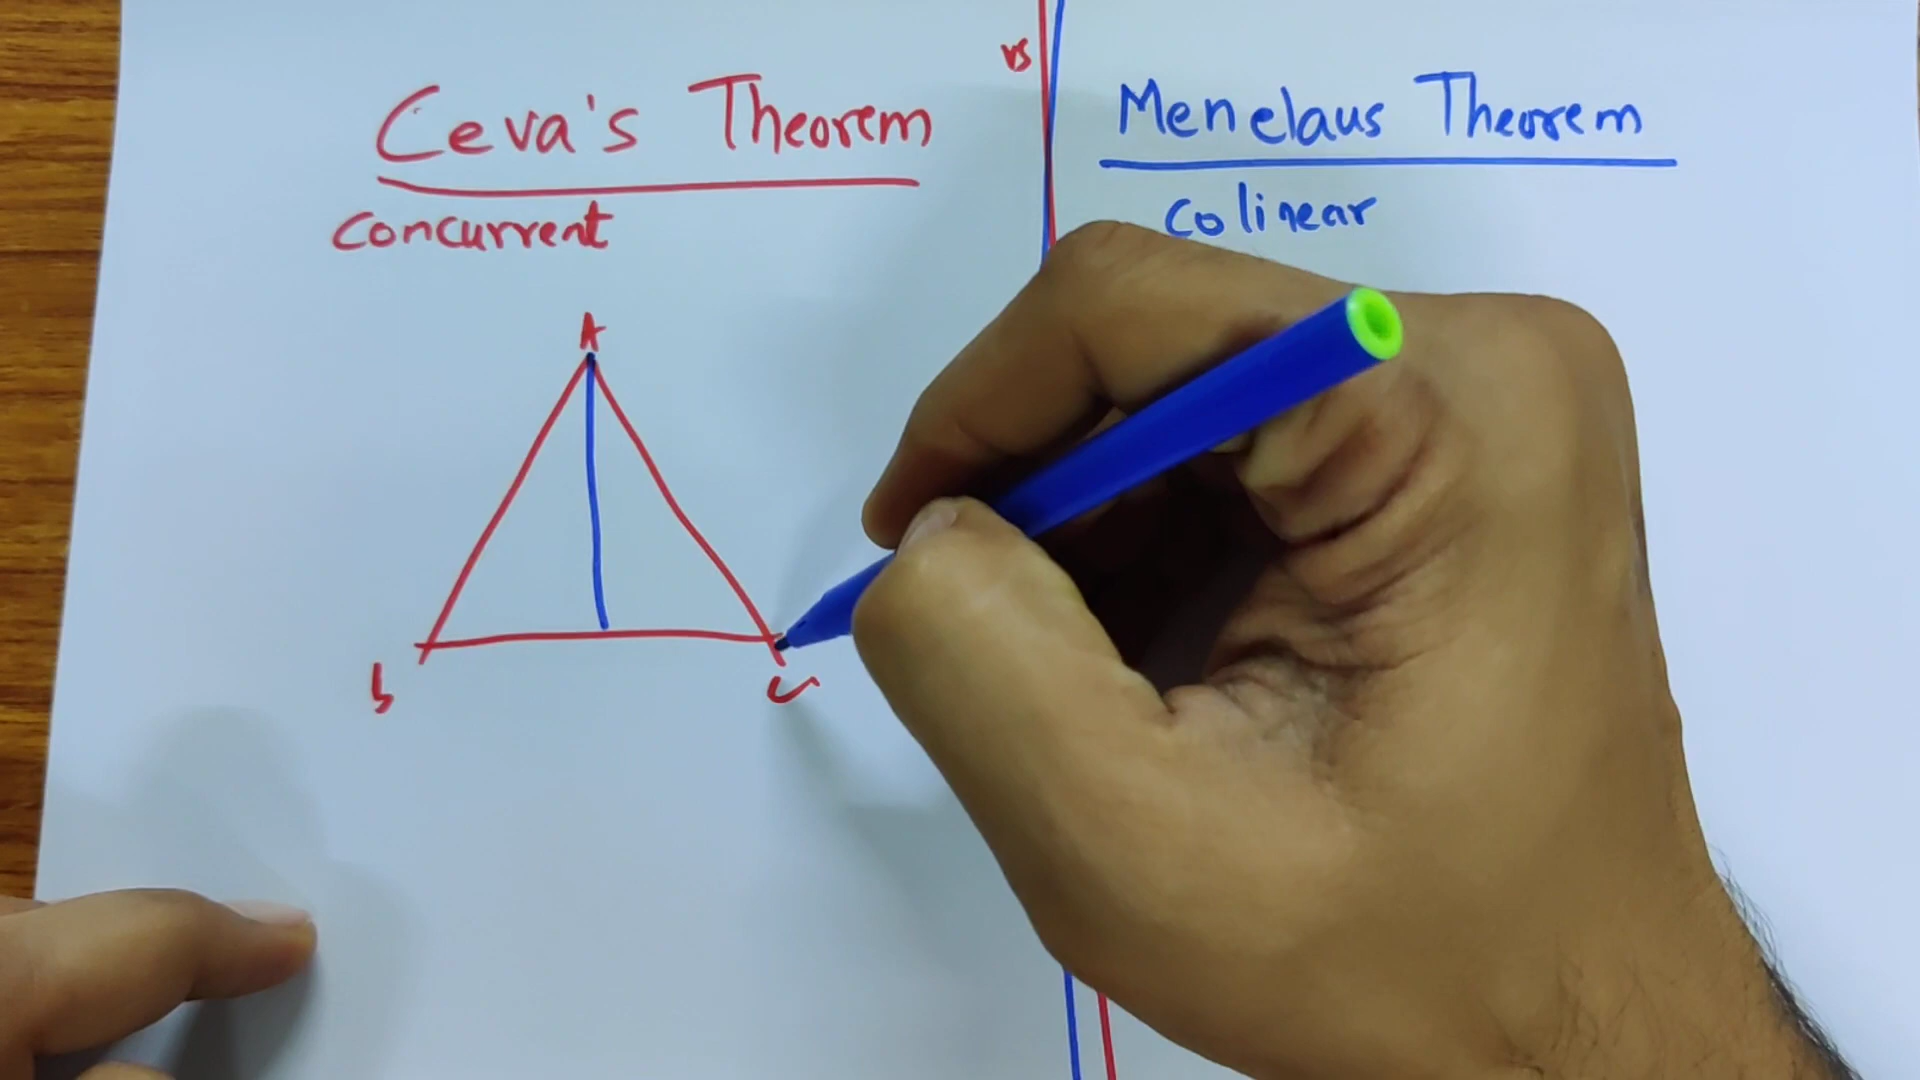 Ceva's Theorem
concurrent
A
b
C
vs
Menelaus Theorem
colinear